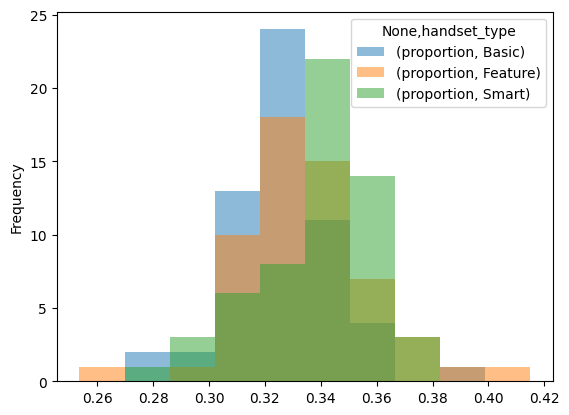 None,handset_type
(proportion, Basic)
(proportion, Feature)
(proportion, Smart)
Frequency
25
20
15
10
5
0
0.26 0.28 0.30 0.32 0.34 0.36 0.38 0.40 0.42